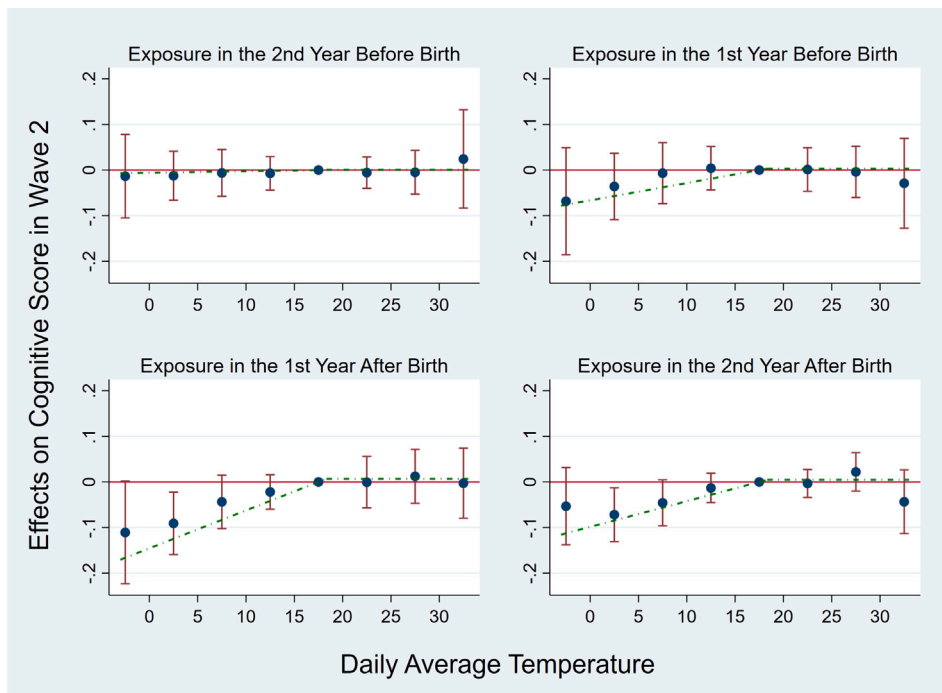 Effects on Cognitive Score in Wave 2
Exposure in the 2nd Year Before Birth
.2
.1
0
-.1
-.2
0 5 10 15 20 25 30
Exposure in the 1st Year Before Birth
.2
.1
0
-.1
-.2
0 5 10 15 20 25 30
Exposure in the 1st Year After Birth
.2
.1
0
-.1
-.2
0 5 10 15 20 25 30
Exposure in the 2nd Year After Birth
.2
.1
0
-.1
-.2
0 5 10 15 20 25 30
Daily Average Temperature